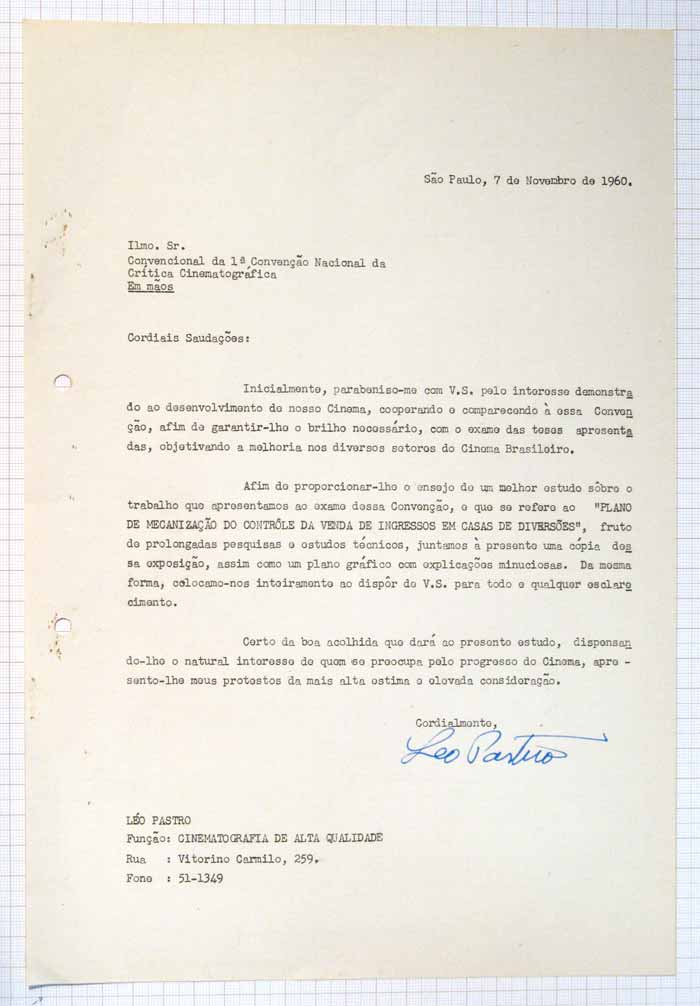 São Paulo, 7 de Novembro de 1960.
Ilmo. Sr.
Convencional da 1ª Convenção Nacional da
Crítica Cinematográfica
Em mãos
Cordiais Saudações:
Inicialmente, parabeniso-me com V.S. pelo interesse demonstra
do ao desenvolvimento de nosso Cinema, cooperando e comparecendo à essa Conven
ção, afim de garantir-lhe o brilho necessário, com o exame das teses apresenta
das, objetivando a melhoria nos diversos setores do Cinema Brasileiro.
Afim de proporcionar-lhe o ensejo de um melhor estudo sôbre o
trabalho que apresentamos ao exame dessa Convenção, e que se refere ao "PLANO
DE MECANIZAÇÃO DO CONTRÔLE DA VENDA DE INGRESSOS EM CASAS DE DIVERSÕES", fruto
de prolongadas pesquisas e estudos técnicos, juntamos à presente uma cópia des
sa exposição, assim como um plano gráfico com explicações minuciosas. Da mesma
forma, colocamo-nos inteiramente ao dispôr de V.S. para todo e qualquer esclare
cimento.
Certo da boa acolhida que dará ao presente estudo, dispensan
do-lhe o natural interesse de quem se preocupa pelo progresso do Cinema, apre -
sento-lhe meus protestos da mais alta estima e elevada consideração.
Cordialmente,
Leo Pastro
LÉO PASTRO
Função: CINEMATOGRAFIA DE ALTA QUALIDADE
Rua : Vitorino Carmilo, 259.
Fone : 51-1349